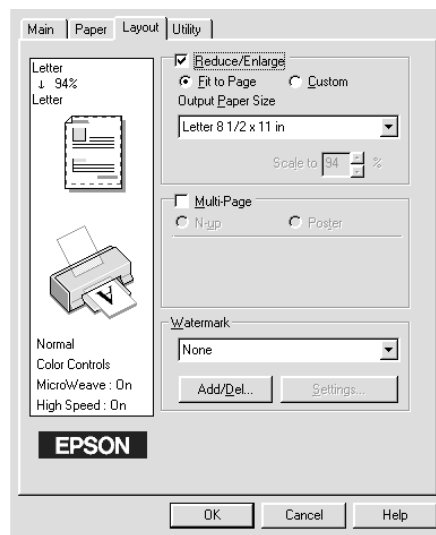 Main Paper Layout Utility
Letter
↓ 94%
Letter
A
Normal
Color Controls
MicroWeave : On
High Speed : On
EPSON
Reduce/Enlarge
Fit to Page Custom
Output Paper Size
Letter 8 1/2 x 11 in
Scale to 94 %
Multi-Page
N-up Poster
Watermark
None
Add/Del... Settings...
OK Cancel Help